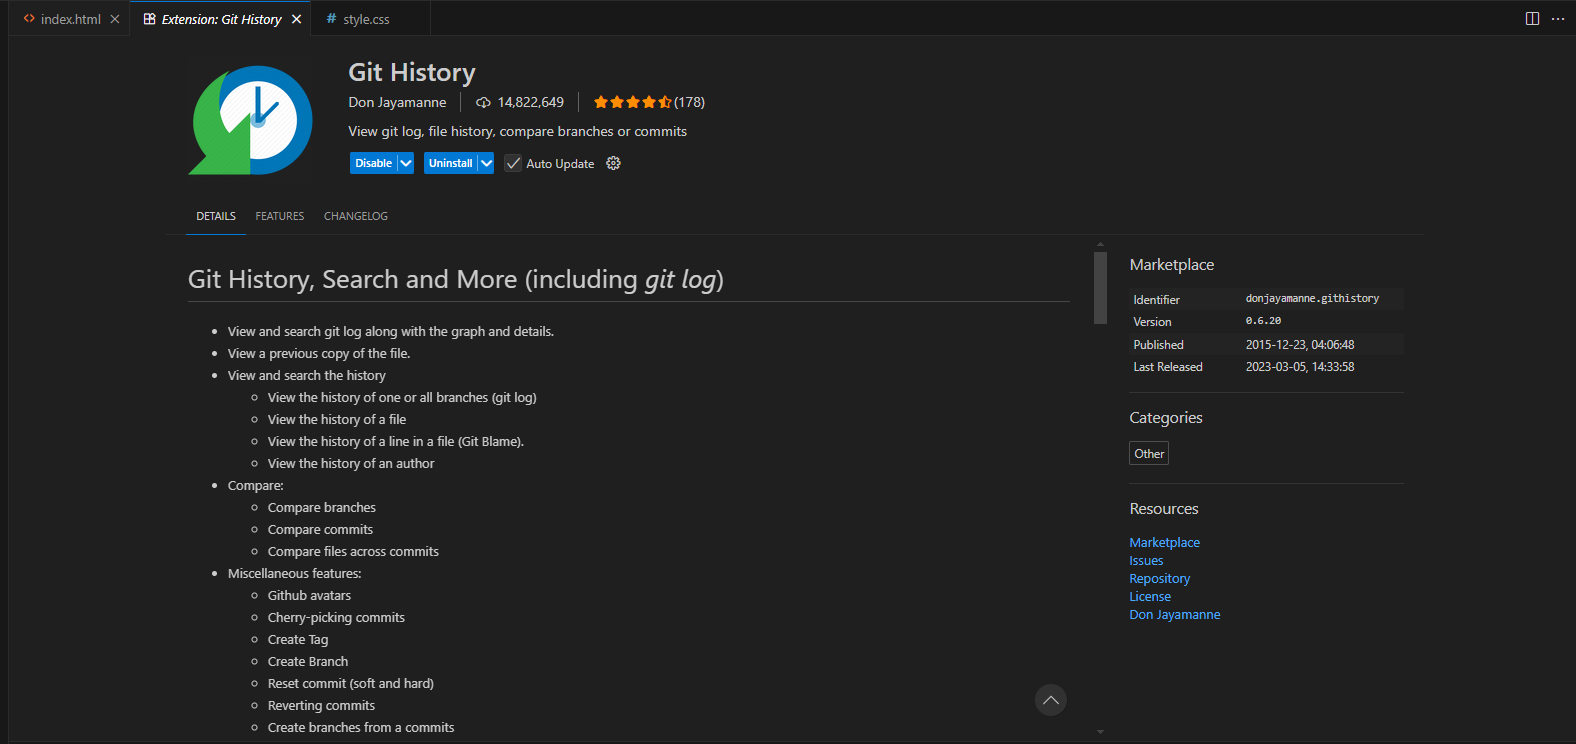 index.html
Extension: Git History
style.css
Git History
Don Jayamanne
14,822,649
(178)
View git log, file history, compare branches or commits
Disable
Uninstall
Auto Update
DETAILS
FEATURES
CHANGELOG
Git History, Search and More (including git log)
View and search git log along with the graph and details.
View a previous copy of the file.
View and search the history
View the history of one or all branches (git log)
View the history of a file
View the history of a line in a file (Git Blame).
View the history of an author
Compare:
Compare branches
Compare commits
Compare files across commits
Miscellaneous features:
Github avatars
Cherry-picking commits
Create Tag
Create Branch
Reset commit (soft and hard)
Reverting commits
Create branches from a commits
Marketplace
Identifier donjayamanne.githistory
Version 0.6.20
Published 2015-12-23, 04:06:48
Last Released 2023-03-05, 14:33:58
Categories
Other
Resources
Marketplace
Issues
Repository
License
Don Jayamanne